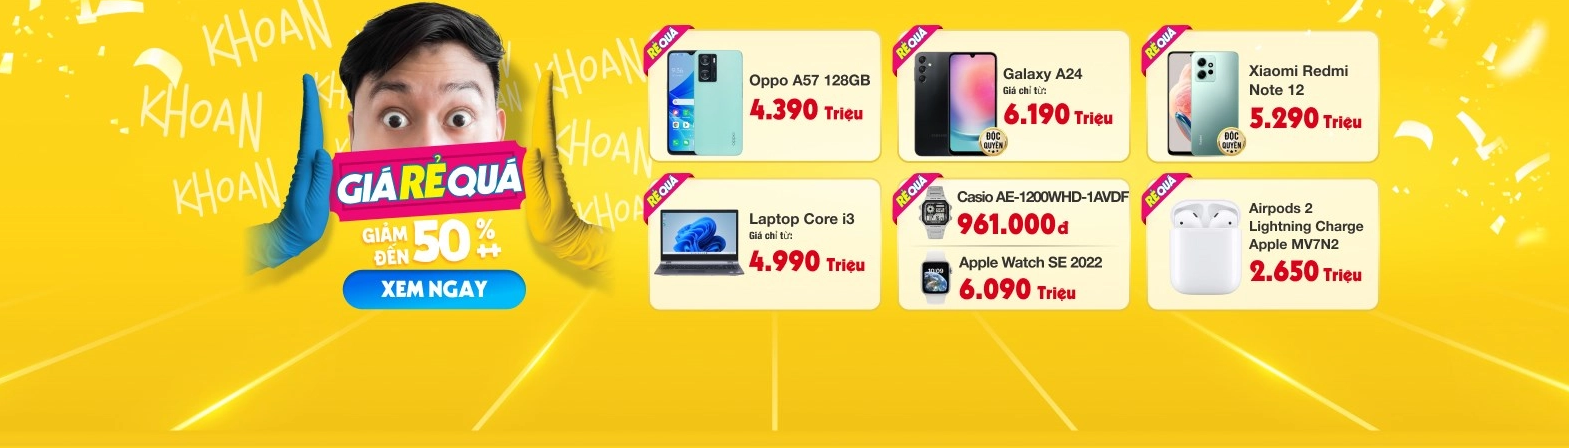 KHOAN
KHOAN
KHOAN
KHOAN
KHOAN
GIÁ RẺ QUÁ
GIẢM
ĐẾN
50%++
XEM NGAY
RẺ QUÁ
Oppo A57 128GB
4.390 Triệu
RẺ QUÁ
Galaxy A24
Giá chỉ từ:
6.190 Triệu
ĐỘC
QUYỀN
RẺ QUÁ
Xiaomi Redmi
Note 12
5.290 Triệu
ĐỘC
QUYỀN
RẺ QUÁ
Laptop Core i3
Giá chỉ từ:
4.990 Triệu
RẺ QUÁ
Casio AE-1200WHD-1AVDF
961.000đ
Apple Watch SE 2022
6.090 Triệu
RẺ QUÁ
Airpods 2
Lightning Charge
Apple MV7N2
2.650 Triệu